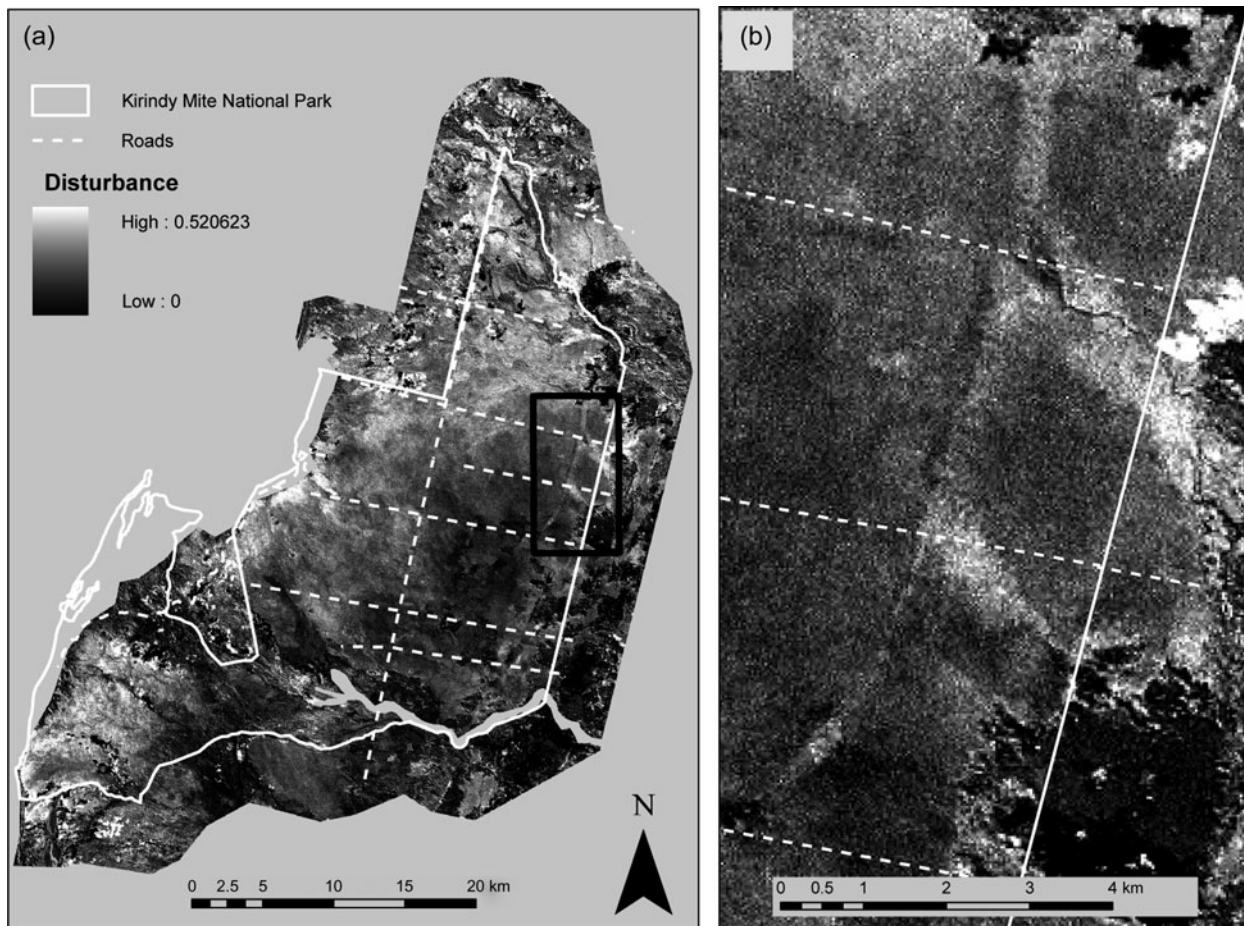 (a)
Kirindy Mite National Park
Roads
Disturbance
High : 0.520623
Low : 0
N
0 2.5 5 10 15 20 km
(b)
0 0.5 1 2 3 4 km